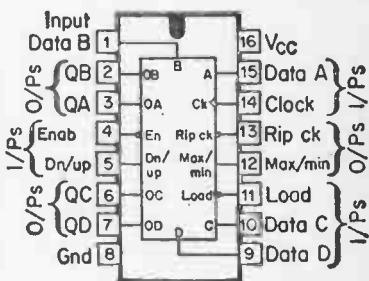 Input
Data B 1 16 Vcc
B
O/Ps QB 2 QB A 15 Data A I/Ps
QA 3 QA Ck 14 Clock
I/Ps Enab 4 En Rip ck 13 Rip ck O/Ps
Dn/up 5 Dn/up Max/min 12 Max/min
O/Ps QC 6 QC Load 11 Load I/Ps
QD 7 QD C 10 Data C
Gnd 8 D 9 Data D